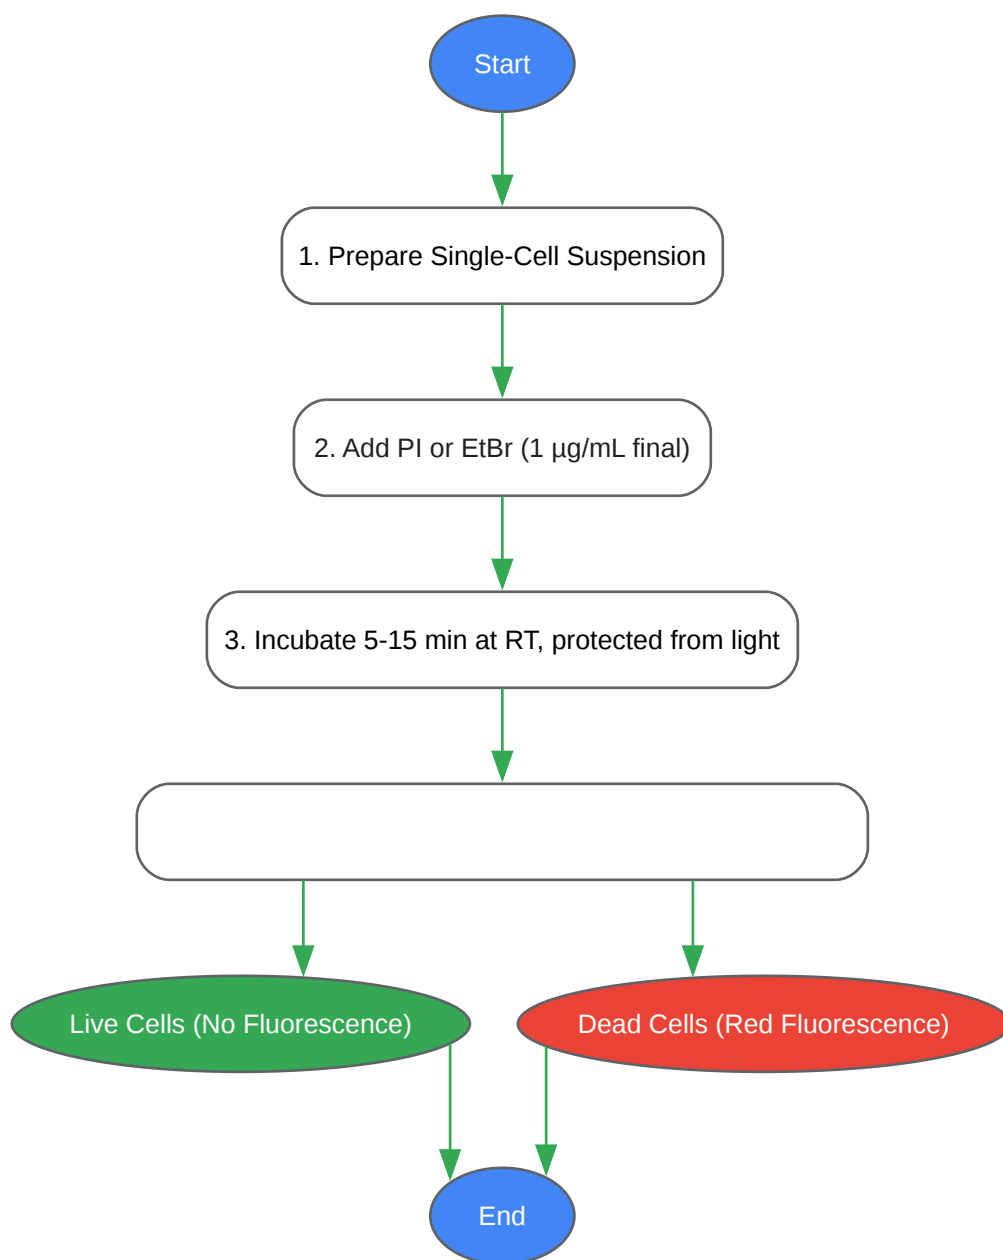 Start
1. Prepare Single-Cell Suspension
2. Add PI or EtBr (1 µg/mL final)
3. Incubate 5-15 min at RT, protected from light
Live Cells (No Fluorescence)
Dead Cells (Red Fluorescence)
End